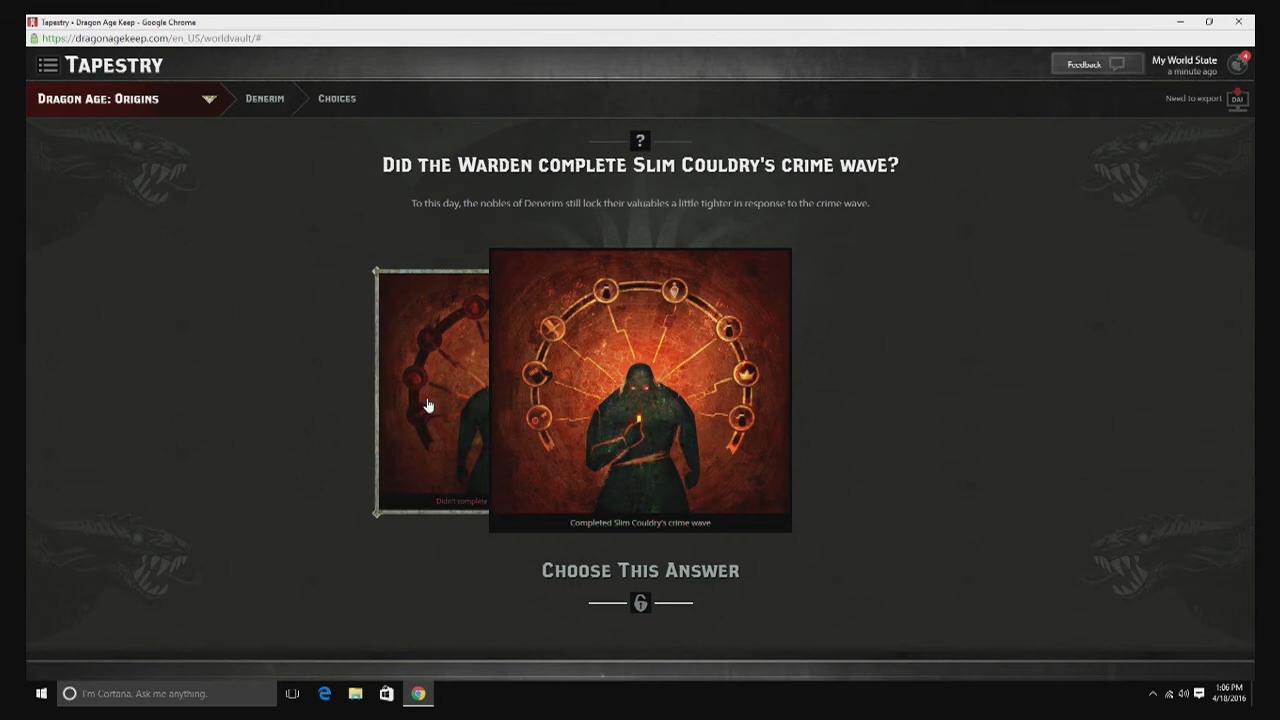 Tapestry • Dragon Age Keep - Google Chrome
https://dragonagekeep.com/en_US/worldvault/#
TAPESTRY
Feedback
My World State
a minute ago
4
DRAGON AGE: ORIGINS
DENERIM
CHOICES
Need to export
DAI
?
DID THE WARDEN COMPLETE SLIM COULDRY'S CRIME WAVE?
To this day, the nobles of Denerim still lock their valuables a little tighter in response to the crime wave.
Didn't complete
Completed Slim Couldry's crime wave
CHOOSE THIS ANSWER
I'm Cortana. Ask me anything.
1:06 PM
4/18/2016